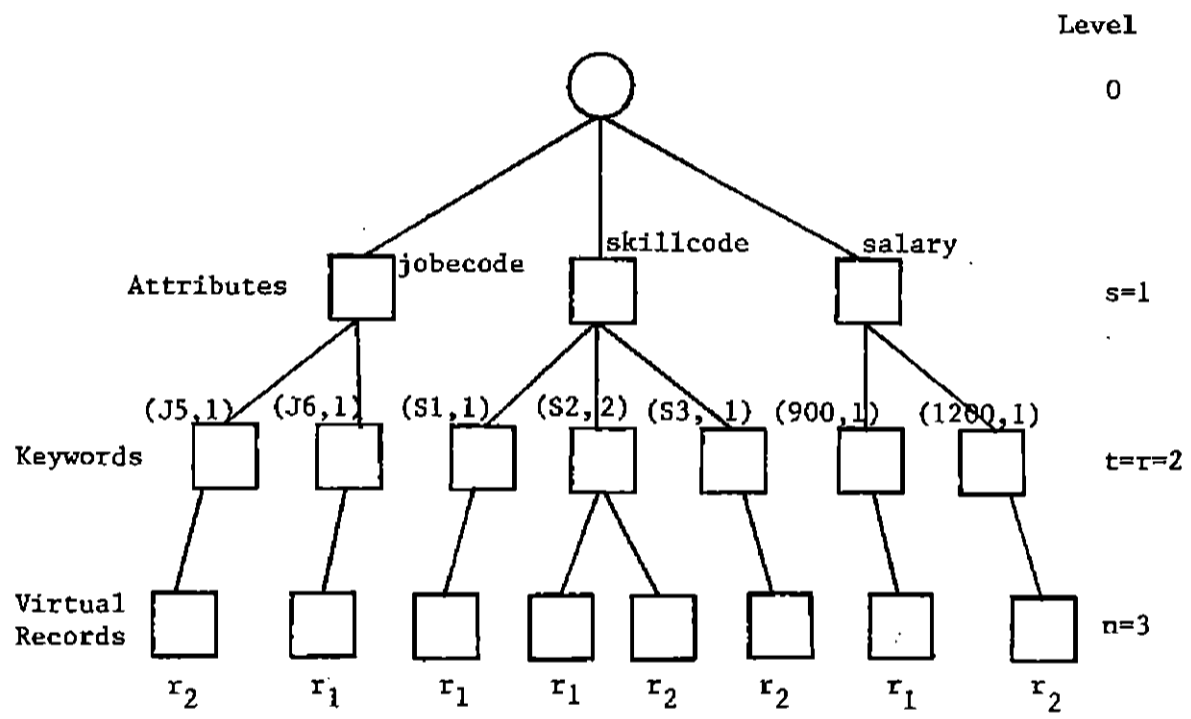 Level
0
skillcode
salary
jobecode
Attributes
s=1
(J5,1) (J6,1) (S1,1) (S2,2) (S3, 1) (900,1) (1200,1)
Keywords
t=r=2
Virtual
Records
n=3
r2 r1 r1 r1 r2 r2 r1 r2